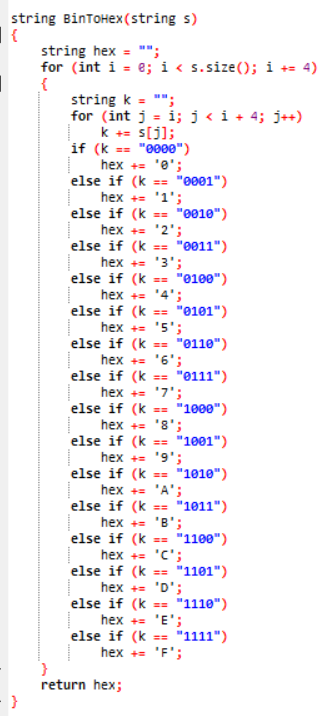 string BinToHex(string s)
{
    string hex = "";
    for (int i = 0; i < s.size(); i += 4)
    {
        string k = "";
        for (int j = i; j < i + 4; j++)
            k += s[j];
        if (k == "0000")
            hex += '0';
        else if (k == "0001")
            hex += '1';
        else if (k == "0010")
            hex += '2';
        else if (k == "0011")
            hex += '3';
        else if (k == "0100")
            hex += '4';
        else if (k == "0101")
            hex += '5';
        else if (k == "0110")
            hex += '6';
        else if (k == "0111")
            hex += '7';
        else if (k == "1000")
            hex += '8';
        else if (k == "1001")
            hex += '9';
        else if (k == "1010")
            hex += 'A';
        else if (k == "1011")
            hex += 'B';
        else if (k == "1100")
            hex += 'C';
        else if (k == "1101")
            hex += 'D';
        else if (k == "1110")
            hex += 'E';
        else if (k == "1111")
            hex += 'F';
    }
    return hex;
}